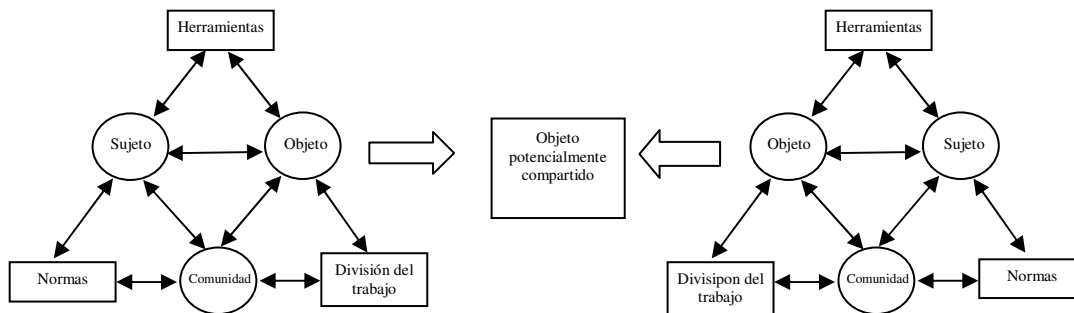 Herramientas
Sujeto
Objeto
Normas
Comunidad
División del
trabajo
Objeto
potencialmente
compartido
Herramientas
Objeto
Sujeto
Divisipon del
trabajo
Comunidad
Normas